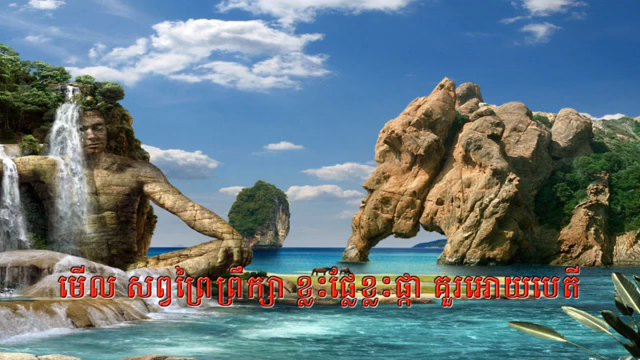 មើល សព្វព្រៃព្រឹក្សា ខ្លះផ្លែខ្លះផ្កា គួរអោយបេតី